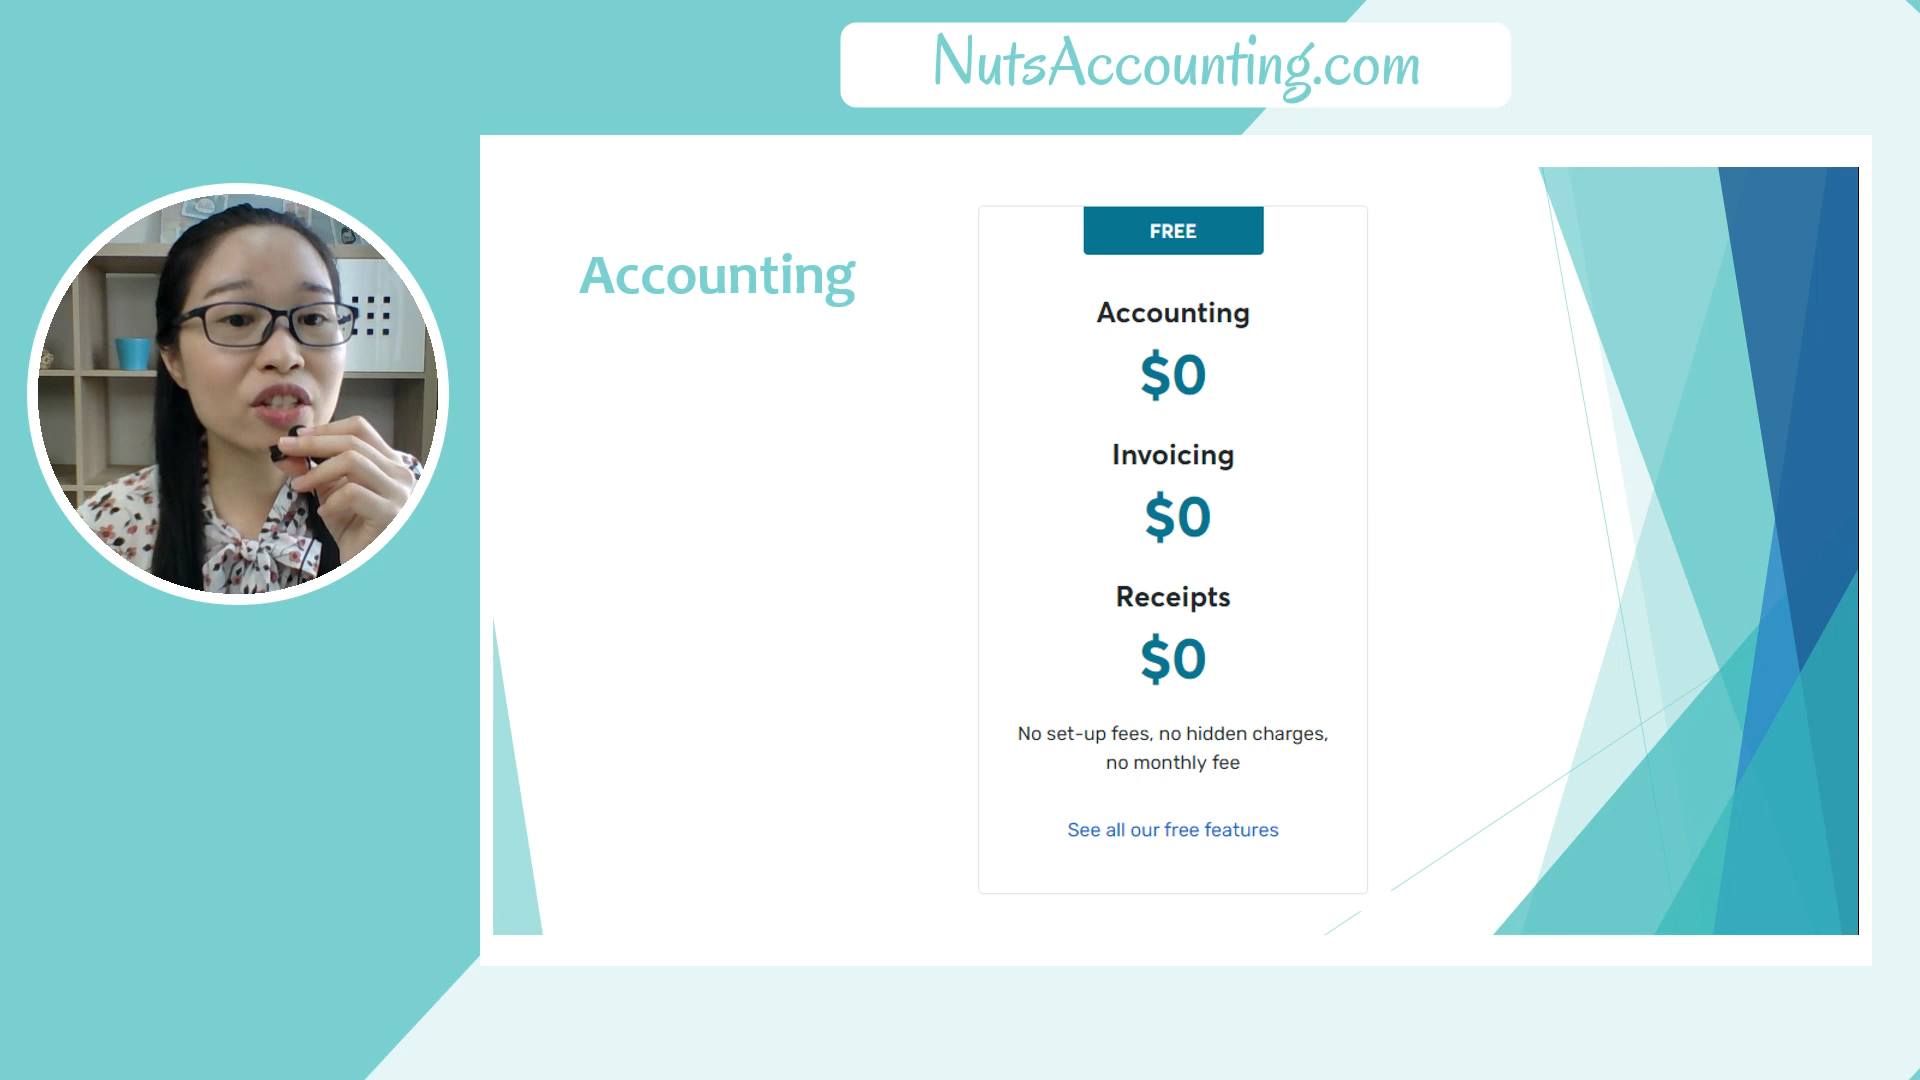 NutsAccounting.com
Accounting
FREE
Accounting
$0
Invoicing
$0
Receipts
$0
No set-up fees, no hidden charges,
no monthly fee
See all our free features